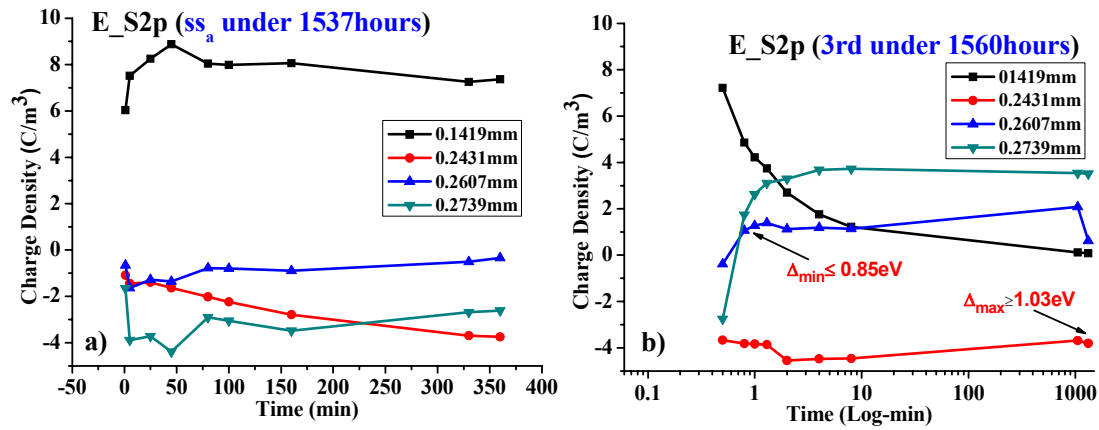 E_S2p (ss_a under 1537hours)
Charge Density (C/m³)
10
8
6
4
2
0
-2
-4
0.1419mm
0.2431mm
0.2607mm
0.2739mm
a)
-50 0 50 100 150 200 250 300 350 400
Time (min)
E_S2p (3rd under 1560hours)
Charge Density (C/m³)
10
8
6
4
2
0
-2
-4
01419mm
0.2431mm
0.2607mm
0.2739mm
Δmin≤ 0.85eV
Δmax≥1.03eV
b)
0.1 1 10 100 1000
Time (Log-min)